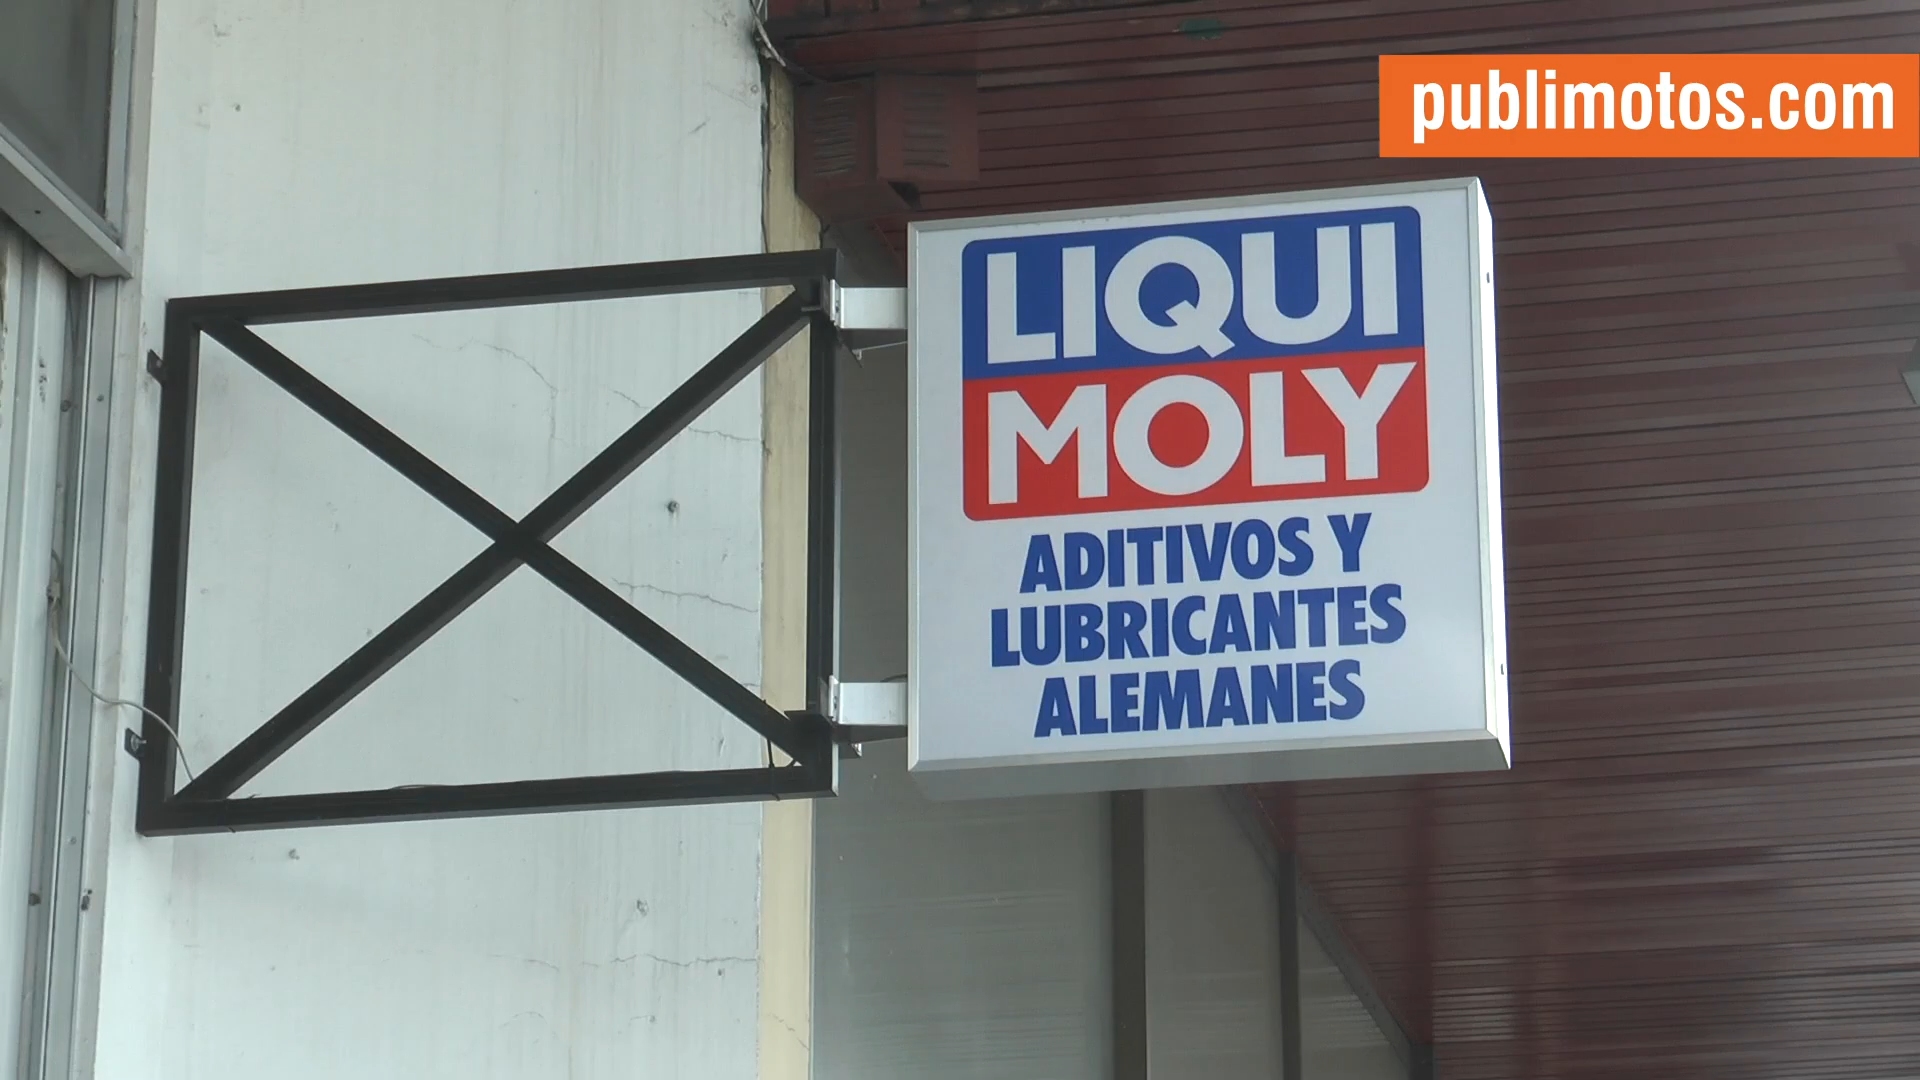 publimotos.com
LIQUI
MOLY
ADITIVOS Y
LUBRICANTES
ALEMANES